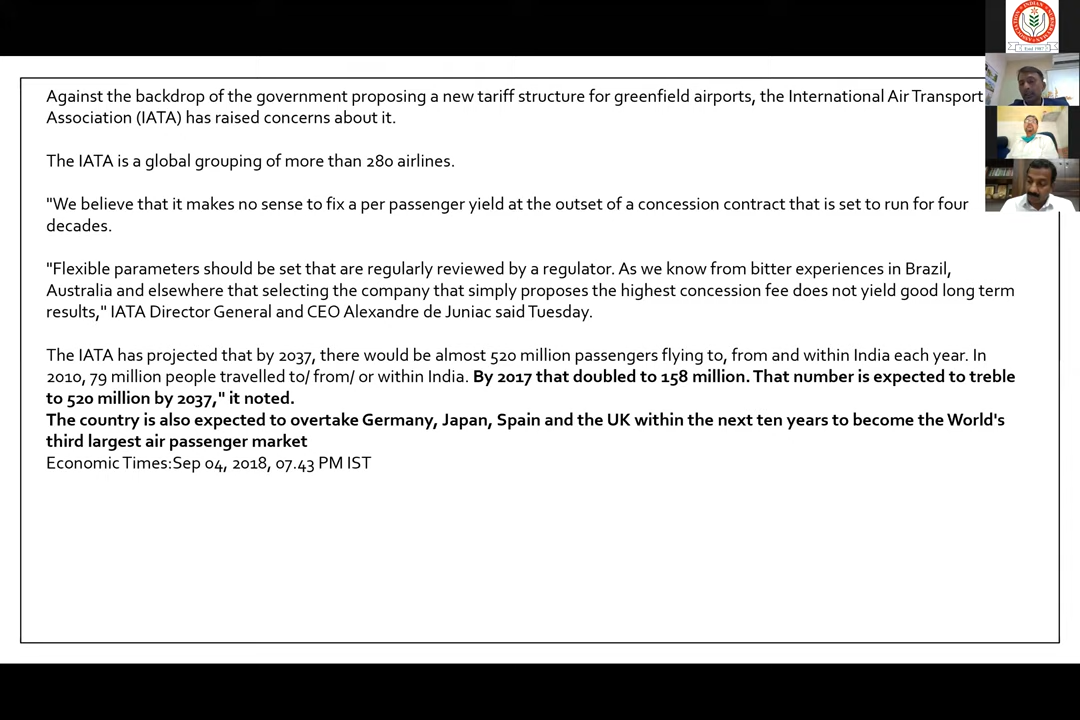 Against the backdrop of the government proposing a new tariff structure for greenfield airports, the International Air Transport
Association (IATA) has raised concerns about it.
The IATA is a global grouping of more than 280 airlines.
"We believe that it makes no sense to fix a per passenger yield at the outset of a concession contract that is set to run for four
decades.
"Flexible parameters should be set that are regularly reviewed by a regulator. As we know from bitter experiences in Brazil,
Australia and elsewhere that selecting the company that simply proposes the highest concession fee does not yield good long term
results," IATA Director General and CEO Alexandre de Juniac said Tuesday.
The IATA has projected that by 2037, there would be almost 520 million passengers flying to, from and within India each year. In
2010, 79 million people travelled to/ from/ or within India. By 2017 that doubled to 158 million. That number is expected to treble
to 520 million by 2037," it noted.
The country is also expected to overtake Germany, Japan, Spain and the UK within the next ten years to become the World's
third largest air passenger market
Economic Times:Sep 04, 2018, 07.43 PM IST